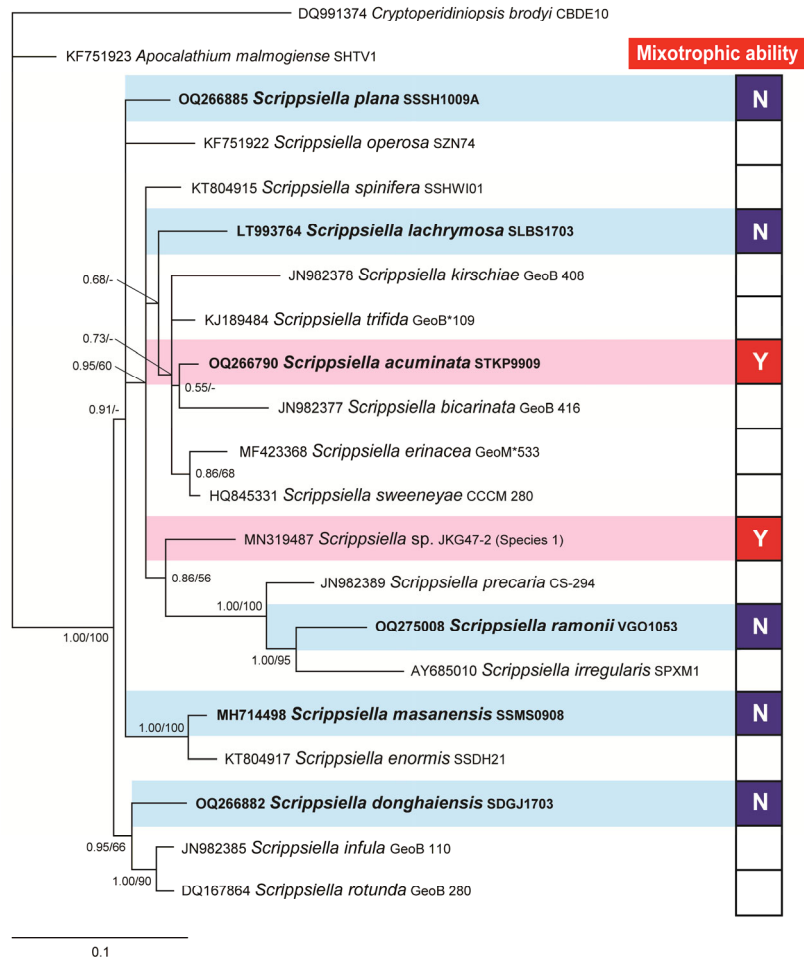 DQ991374 Cryptoperidiniopsis brodyi CBDE10
KF751923 Apocalathium malmogiense SHTV1
Mixotrophic ability
OQ266885 Scrippsiella plana SSSH1009A
N
KF751922 Scrippsiella operosa SZN74
KT804915 Scrippsiella spinifera SSHWI01
LT993764 Scrippsiella lachrymosa SLBS1703
N
0.68/-
JN982378 Scrippsiella kirschiae GeoB 408
KJ189484 Scrippsiella trifida GeoB*109
0.73/-
0.95/60
OQ266790 Scrippsiella acuminata STKP9909
Y
0.55/-
0.91/-
JN982377 Scrippsiella bicarinata GeoB 416
MF423368 Scrippsiella erinacea GeoM*533
0.86/68
HQ845331 Scrippsiella sweeneyae CCCM 280
MN319487 Scrippsiella sp. JKG47-2 (Species 1)
Y
0.86/56
JN982389 Scrippsiella precaria CS-294
1.00/100
OQ275008 Scrippsiella ramonii VGO1053
N
1.00/100
1.00/95
AY685010 Scrippsiella irregularis SPXM1
MH714498 Scrippsiella masanensis SSMS0908
N
1.00/100
KT804917 Scrippsiella enormis SSDH21
OQ266882 Scrippsiella donghaiensis SDGJ1703
N
0.95/66
JN982385 Scrippsiella infula GeoB 110
1.00/90
DQ167864 Scrippsiella rotunda GeoB 280
0.1